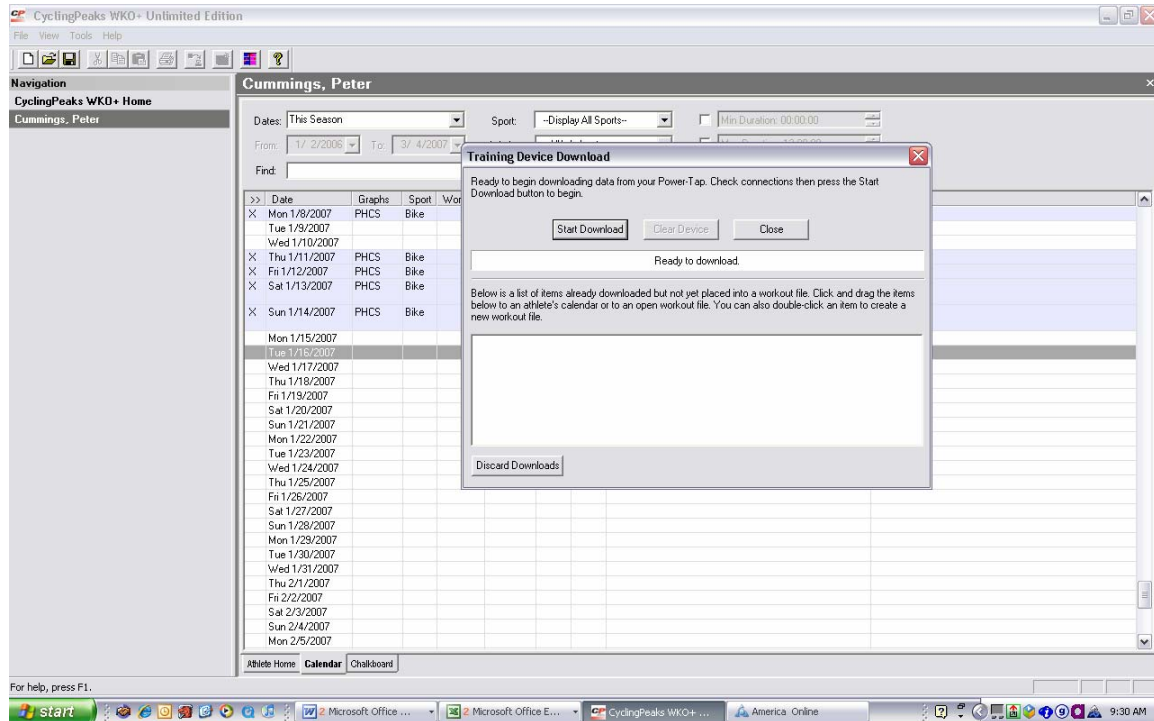 CyclingPeaks WKO+ Unlimited Edition
File View Tools Help
Navigation
CyclingPeaks WKO+ Home
Cummings, Peter
Cummings, Peter
Dates: This Season
Sport: --Display All Sports--
Min Duration: 00:00:00
From: 1/ 2/2006 To: 3/ 4/2007
Find:
>> Date Graphs Sport Wor
X Mon 1/8/2007 PHCS Bike
Tue 1/9/2007
Wed 1/10/2007
X Thu 1/11/2007 PHCS Bike
X Fri 1/12/2007 PHCS Bike
X Sat 1/13/2007 PHCS Bike
X Sun 1/14/2007 PHCS Bike
Mon 1/15/2007
Tue 1/16/2007
Wed 1/17/2007
Thu 1/18/2007
Fri 1/19/2007
Sat 1/20/2007
Sun 1/21/2007
Mon 1/22/2007
Tue 1/23/2007
Wed 1/24/2007
Thu 1/25/2007
Fri 1/26/2007
Sat 1/27/2007
Sun 1/28/2007
Mon 1/29/2007
Tue 1/30/2007
Wed 1/31/2007
Thu 2/1/2007
Fri 2/2/2007
Sat 2/3/2007
Sun 2/4/2007
Mon 2/5/2007
Training Device Download
Ready to begin downloading data from your Power-Tap. Check connections then press the Start
Download button to begin.
Start Download Clear Device Close
Ready to download.
Below is a list of items already downloaded but not yet placed into a workout file. Click and drag the items
below to an athlete's calendar or to an open workout file. You can also double-click an item to create a
new workout file.
Discard Downloads
Athlete Home Calendar Chalkboard
For help, press F1.
start 2 Microsoft Office ... 2 Microsoft Office E... CyclingPeaks WKO+ ... America Online 9:30 AM